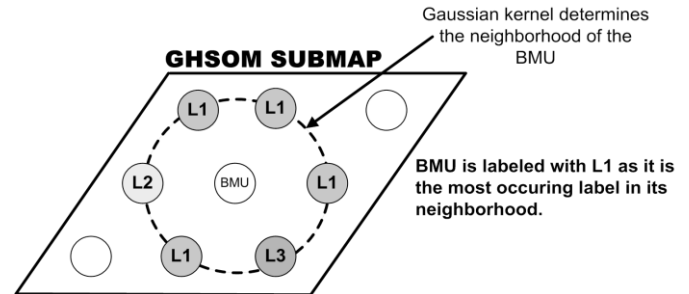 Gaussian kernel determines
the neighborhood of the
BMU
GHSOM SUBMAP
L1 L1
L2 BMU L1
BMU is labeled with L1 as it is
the most occuring label in its
neighborhood.
L1 L3